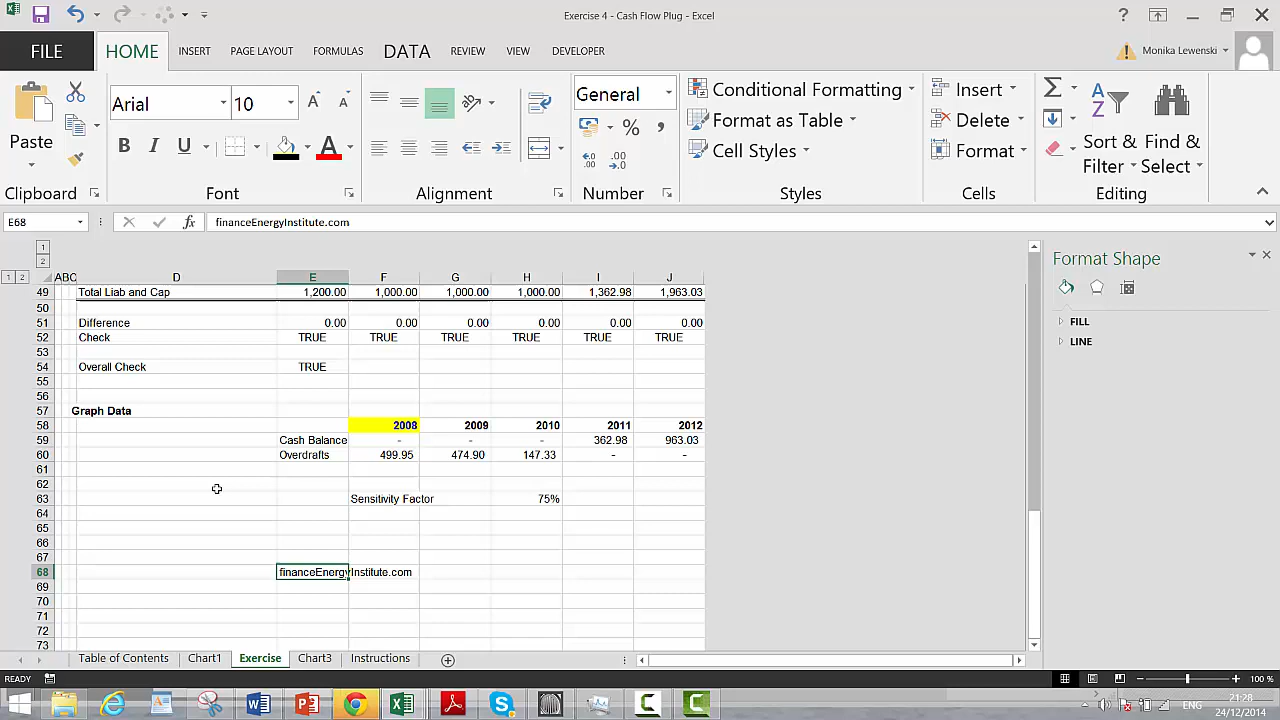 Exercise 4 - Cash Flow Plug - Excel
FILE HOME INSERT PAGE LAYOUT FORMULAS DATA REVIEW VIEW DEVELOPER Monika Lewenski
Paste
Arial 10
B I U A
General
% ,
Conditional Formatting
Format as Table
Cell Styles
Insert
Delete
Format
A Z
Sort & Filter
Find & Select
Clipboard Font Alignment Number Styles Cells Editing
E68 fx financeEnergyInstitute.com
Format Shape
FILL
LINE
1
2
1 2 A B C D E F G H I J
49 Total Liab and Cap 1,200.00 1,000.00 1,000.00 1,000.00 1,362.98 1,963.03
50
51 Difference 0.00 0.00 0.00 0.00 0.00 0.00
52 Check TRUE TRUE TRUE TRUE TRUE TRUE
53
54 Overall Check TRUE
55
56
57 Graph Data
58 2008 2009 2010 2011 2012
59 Cash Balance - - - 362.98 963.03
60 Overdrafts 499.95 474.90 147.33 - -
61
62
63 Sensitivity Factor 75%
64
65
66
67
68 financeEnergyInstitute.com
69
70
71
72
73
Table of Contents Chart1 Exercise Chart3 Instructions
READY 100 %
ENG 21:28
24/12/2014